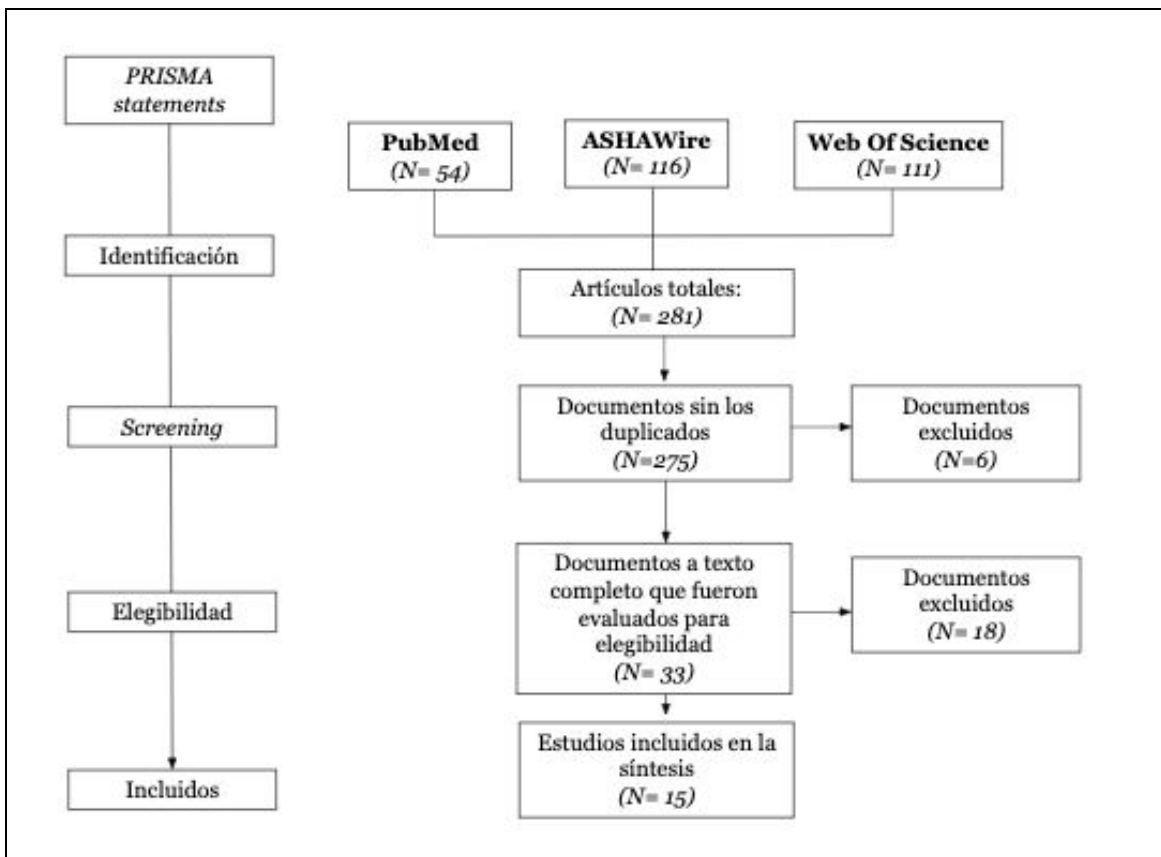 PRISMA
statements
Identificación
Screening
Elegibilidad
Incluidos
PubMed
(N= 54)
ASHAWire
(N= 116)
Web Of Science
(N= 111)
Artículos totales:
(N= 281)
Documentos sin los
duplicados
(N=275)
Documentos
excluidos
(N=6)
Documentos a texto
completo que fueron
evaluados para
elegibilidad
(N= 33)
Documentos
excluidos
(N= 18)
Estudios incluidos en la
síntesis
(N= 15)